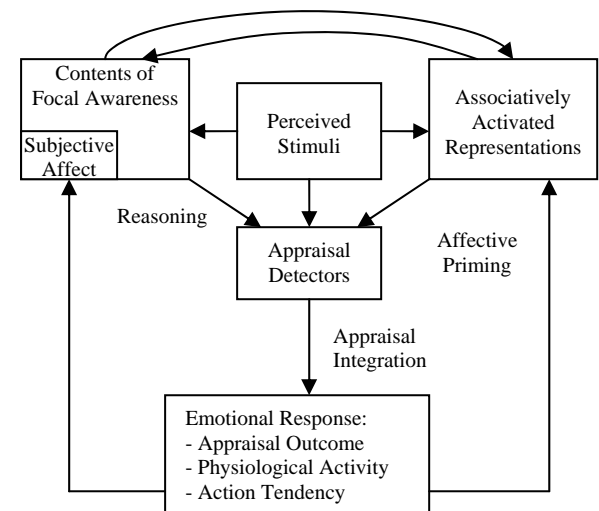 Contents of
Focal Awareness
Subjective
Affect
Perceived
Stimuli
Associatively
Activated
Representations
Reasoning
Appraisal
Detectors
Affective
Priming
Appraisal
Integration
Emotional Response:
- Appraisal Outcome
- Physiological Activity
- Action Tendency